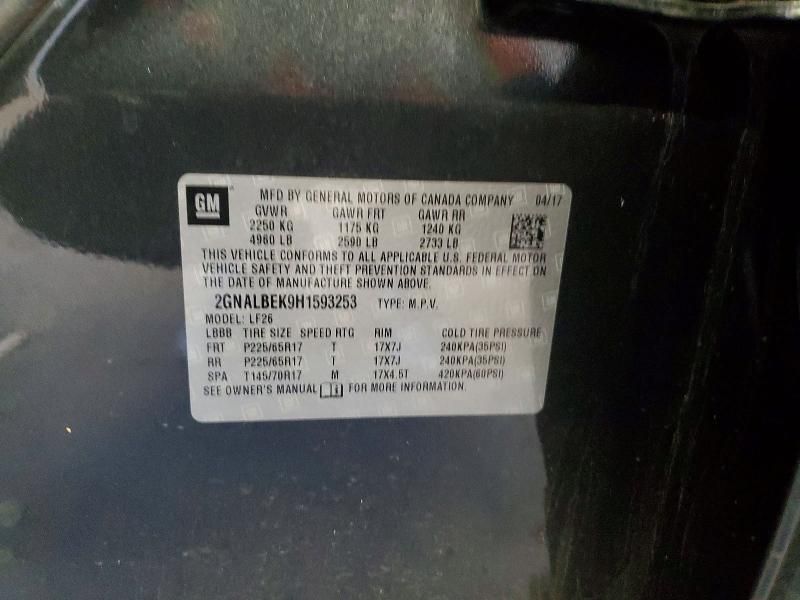 GM MFD BY GENERAL MOTORS OF CANADA COMPANY 04/17
GVWR GAWR FRT GAWR RR
2250 KG 1175 KG 1240 KG
4960 LB 2590 LB 2733 LB
THIS VEHICLE CONFORMS TO ALL APPLICABLE U.S. FEDERAL MOTOR
VEHICLE SAFETY AND THEFT PREVENTION STANDARDS IN EFFECT ON
THE DATE OF MANUFACTURE SHOWN ABOVE.
2GNALBEK9H1593253 TYPE: M.P.V.
MODEL: LF26
LBBB TIRE SIZE SPEED RTG RIM COLD TIRE PRESSURE
FRT P225/65R17 T 17X7J 240KPA(35PSI)
RR P225/65R17 T 17X7J 240KPA(35PSI)
SPA T145/70R17 M 17X4.5T 420KPA(60PSI)
SEE OWNER'S MANUAL FOR MORE INFORMATION.